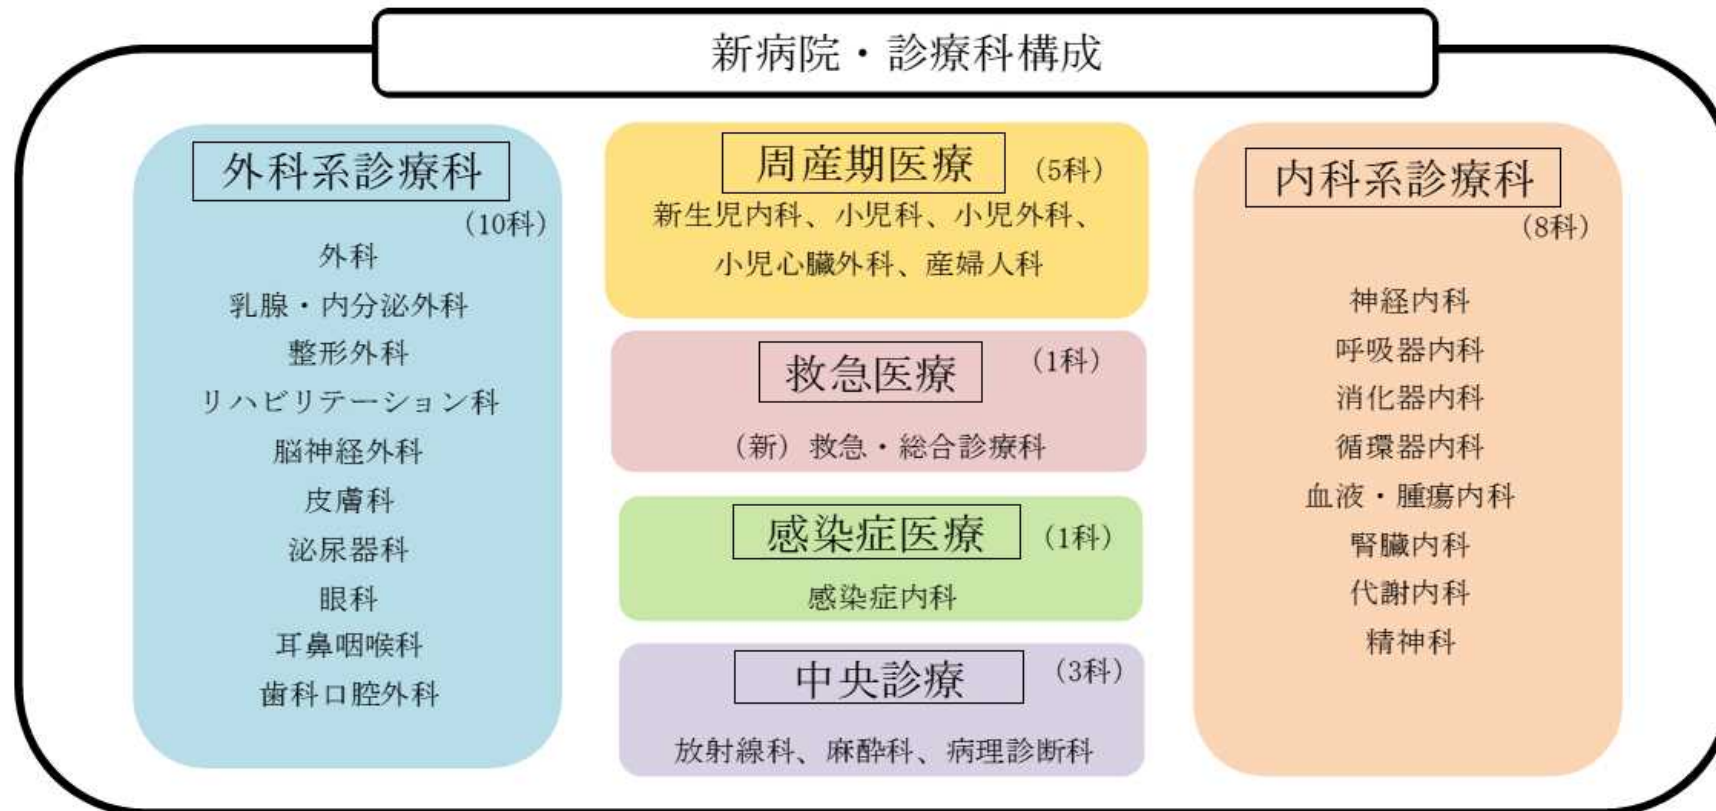 新病院・診療科構成
外科系診療科
（10科）
外科
乳腺・内分泌外科
整形外科
リハビリテーション科
脳神経外科
皮膚科
泌尿器科
眼科
耳鼻咽喉科
歯科口腔外科
周産期医療 （5科）
新生児内科、小児科、小児外科、
小児心臓外科、産婦人科
救急医療 （1科）
（新）救急・総合診療科
感染症医療 （1科）
感染症内科
中央診療 （3科）
放射線科、麻酔科、病理診断科
内科系診療科
（8科）
神経内科
呼吸器内科
消化器内科
循環器内科
血液・腫瘍内科
腎臓内科
代謝内科
精神科